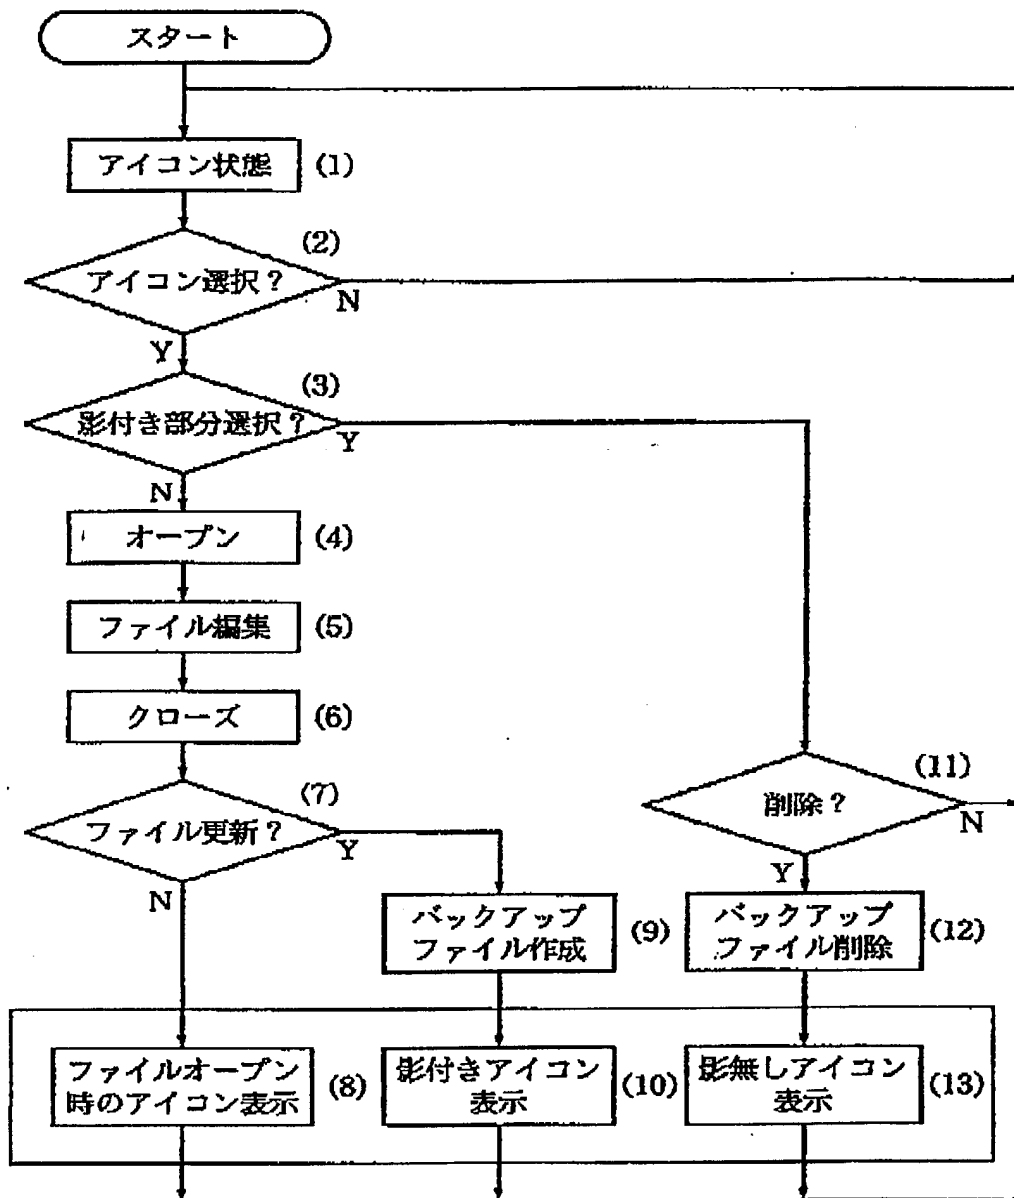 スタート
アイコン状態 (1)
(2)
アイコン選択？
N
Y
(3)
影付き部分選択？
Y
N
オープン (4)
ファイル編集 (5)
クローズ (6)
(7)
ファイル更新？
Y
N
(11)
削除？
N
Y
バックアップ
ファイル作成
(9)
バックアップ
ファイル削除
(12)
ファイルオープン
時のアイコン表示
(8)
影付きアイコン
表示
(10)
影無しアイコン
表示
(13)